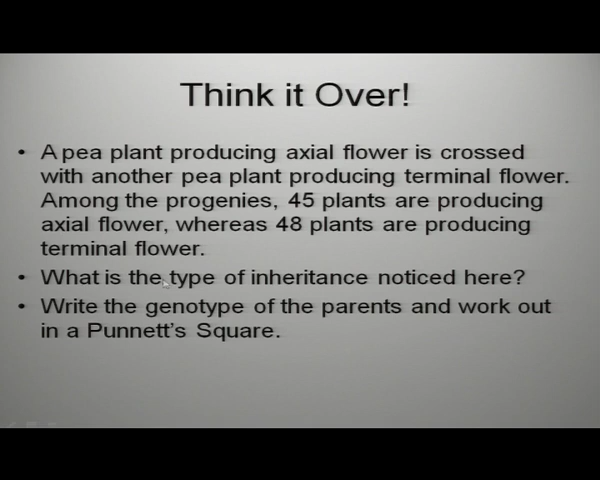 Think it Over!
• A pea plant producing axial flower is crossed
with another pea plant producing terminal flower.
Among the progenies, 45 plants are producing
axial flower, whereas 48 plants are producing
terminal flower.
• What is the type of inheritance noticed here?
• Write the genotype of the parents and work out
in a Punnett's Square.